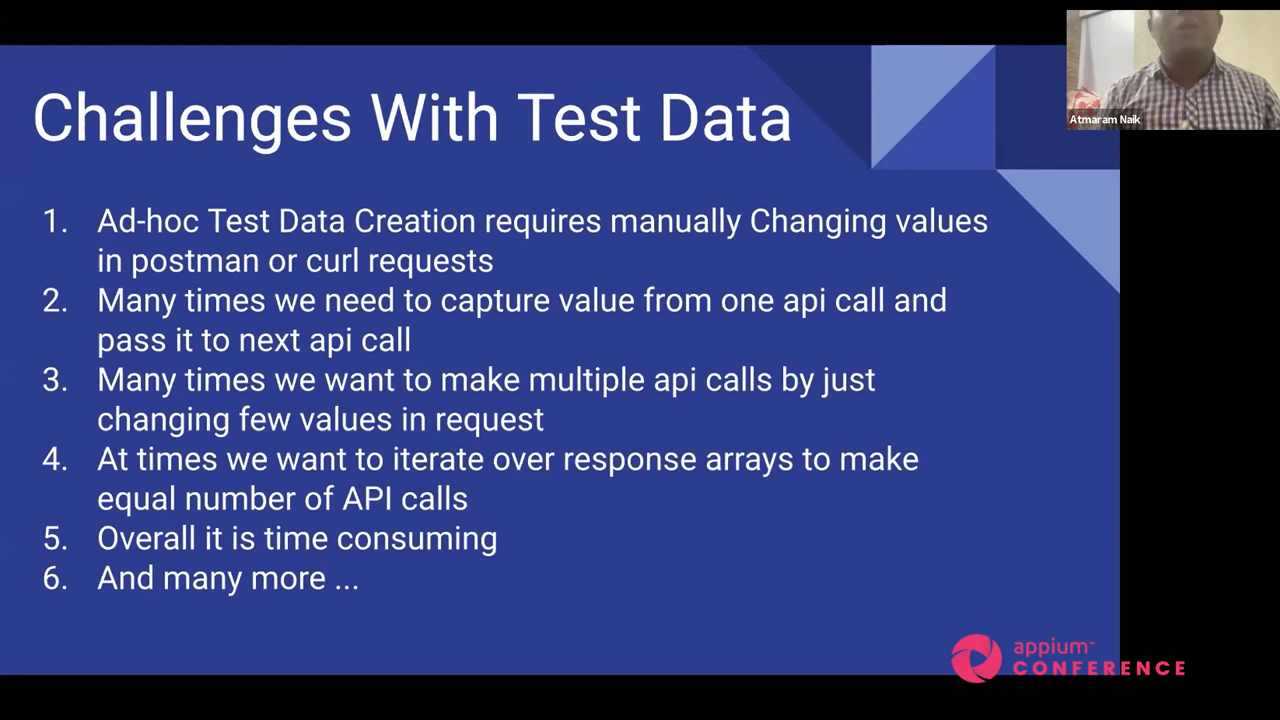 Challenges With Test Data
1. Ad-hoc Test Data Creation requires manually Changing values
in postman or curl requests
2. Many times we need to capture value from one api call and
pass it to next api call
3. Many times we want to make multiple api calls by just
changing few values in request
4. At times we want to iterate over response arrays to make
equal number of API calls
5. Overall it is time consuming
6. And many more ...
Atmaram Naik
appium™
CONFERENCE